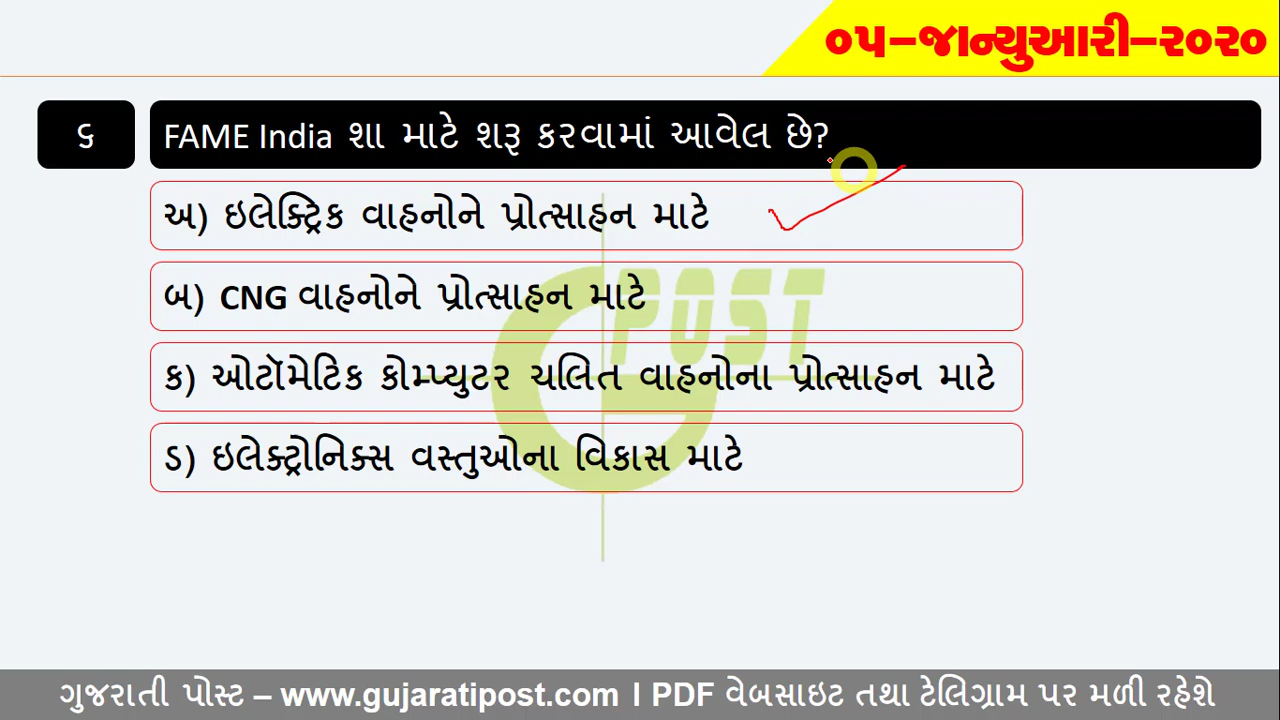 ૦૫-જાન્યુઆરી-૨૦૨૦
૬
FAME India શા માટે શરૂ કરવામાં આવેલ છે?
અ) ઇલેક્ટ્રિક વાહનોને પ્રોત્સાહન માટે
બ) CNG વાહનોને પ્રોત્સાહન માટે
ક) ઓટૉમેટિક કોમ્પ્યુટર ચલિત વાહનોના પ્રોત્સાહન માટે
ડ) ઇલેક્ટ્રોનિક્સ વસ્તુઓના વિકાસ માટે
G POST
ગુજરાતી પોસ્ટ – www.gujaratipost.com l PDF વેબસાઇટ તથા ટેલિગ્રામ પર મળી રહેશે